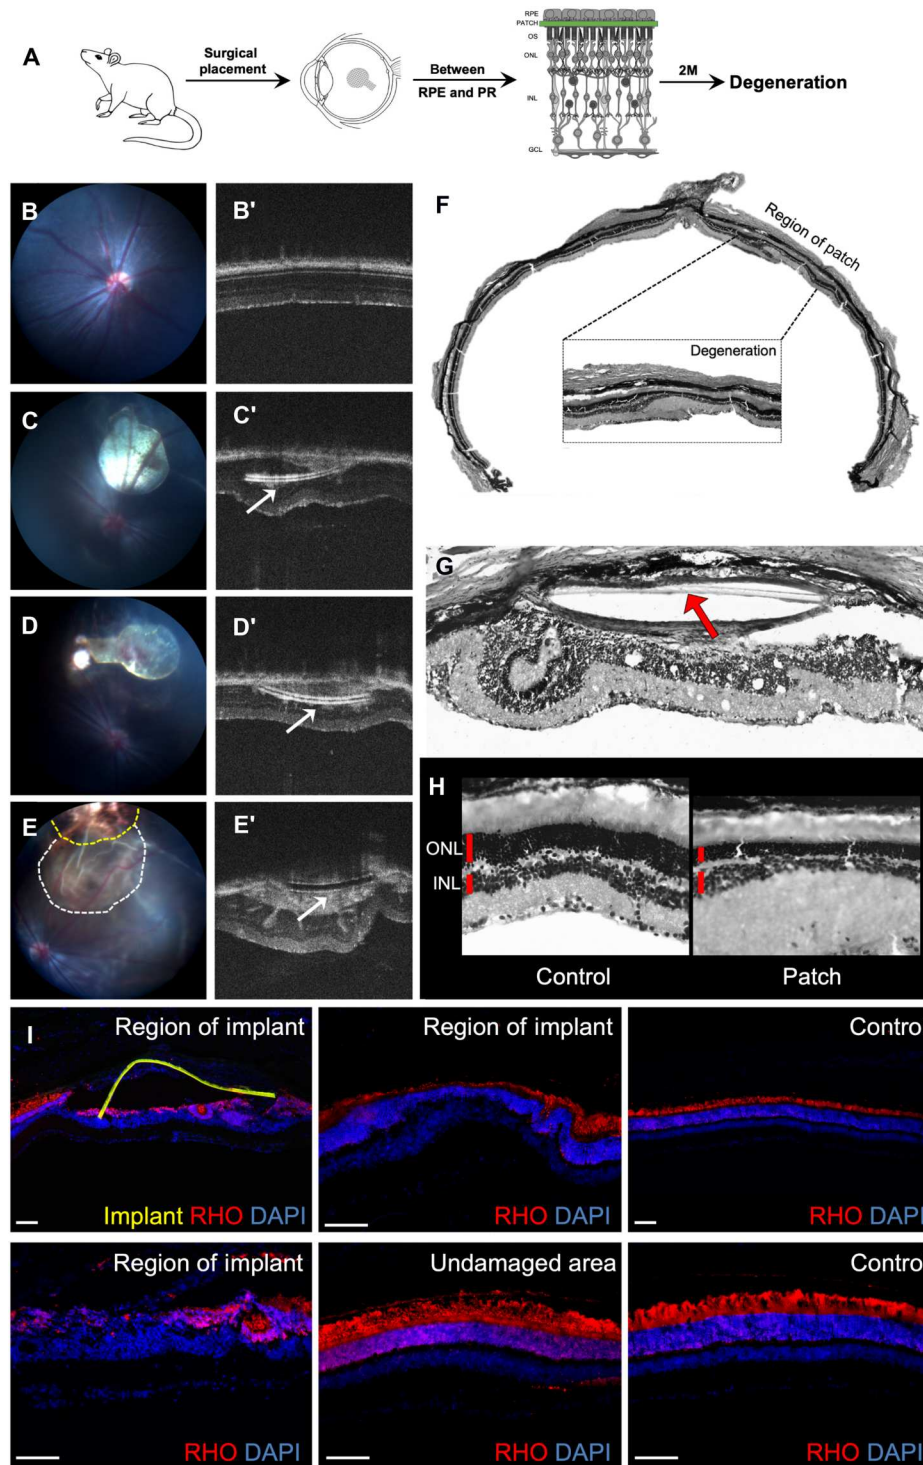 A
Surgical
placement
Between
RPE and PR
RPE
PATCH
OS
ONL
INL
GCL
2M
Degeneration
B
B'
C
C'
D
D'
E
E'
F
Region of patch
Degeneration
G
H
ONL
INL
Control
Patch
I
Region of implant
Implant RHO DAPI
Region of implant
RHO DAPI
Contro
RHO DAPI
Region of implant
RHO DAPI
Undamaged area
RHO DAPI
Contro
RHO DAPI